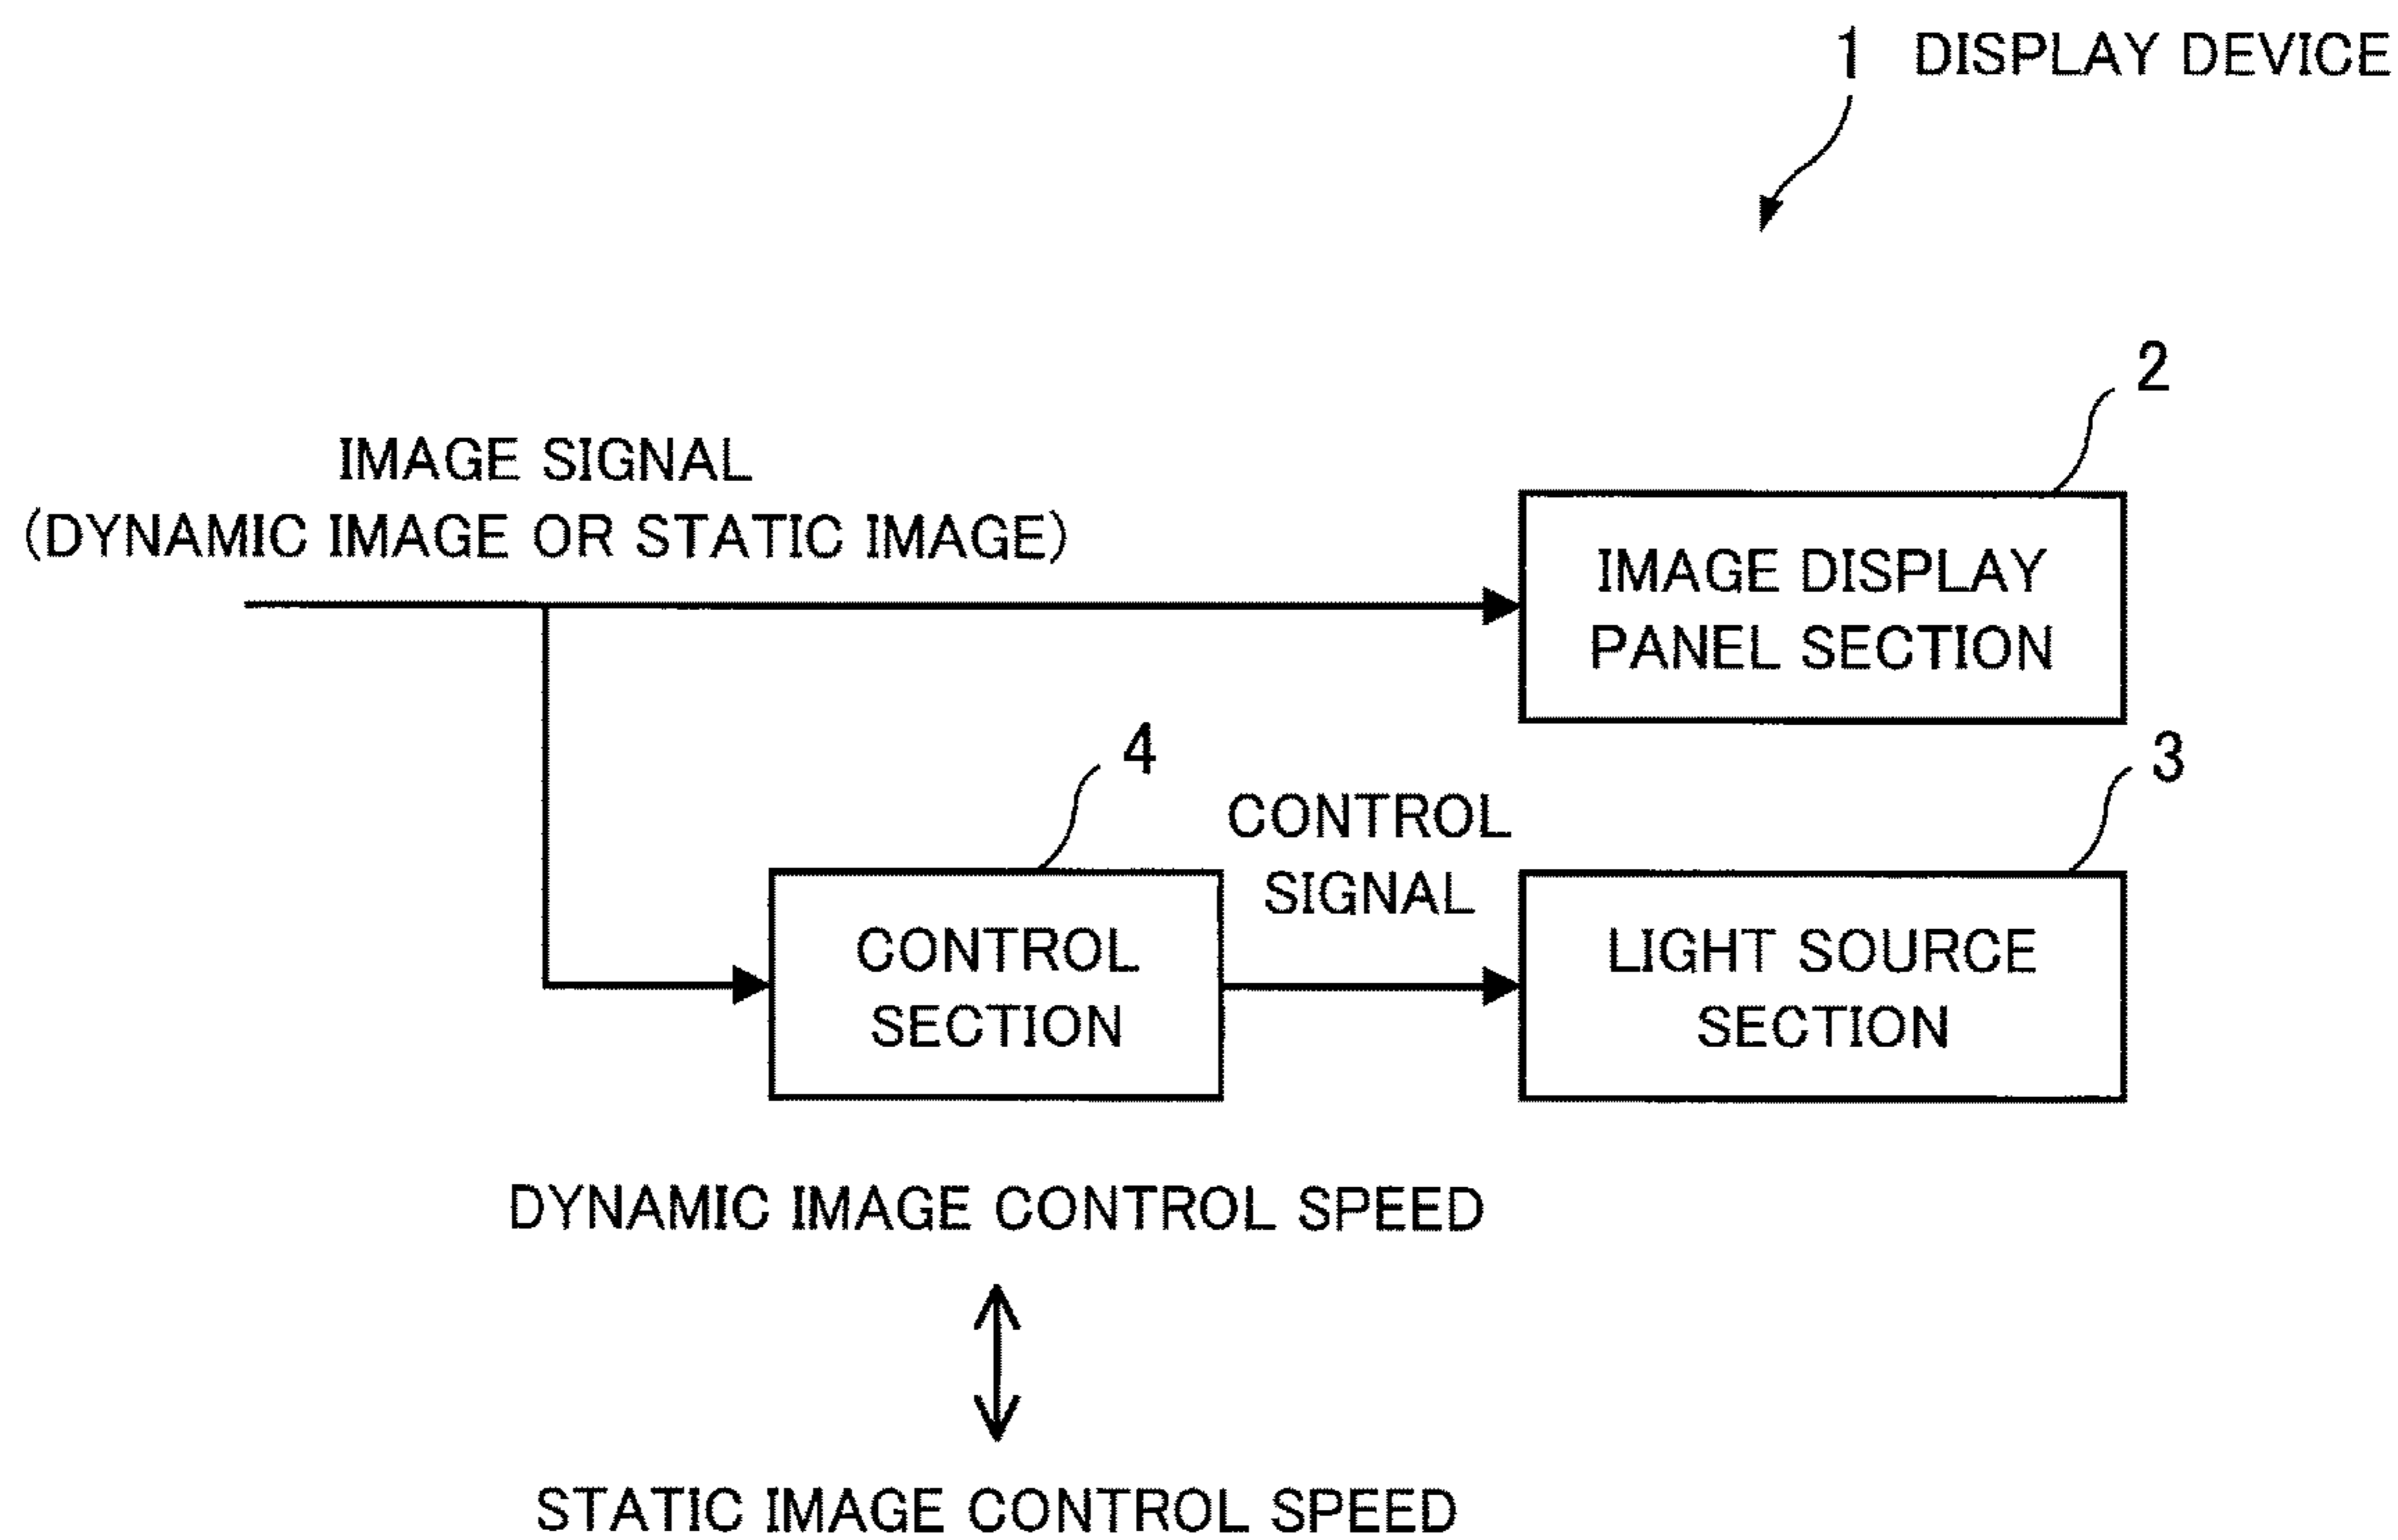 1 DISPLAY DEVICE
2
IMAGE SIGNAL
(DYNAMIC IMAGE OR STATIC IMAGE)
IMAGE DISPLAY
PANEL SECTION
4
3
CONTROL
SIGNAL
CONTROL
SECTION
LIGHT SOURCE
SECTION
DYNAMIC IMAGE CONTROL SPEED
STATIC IMAGE CONTROL SPEED